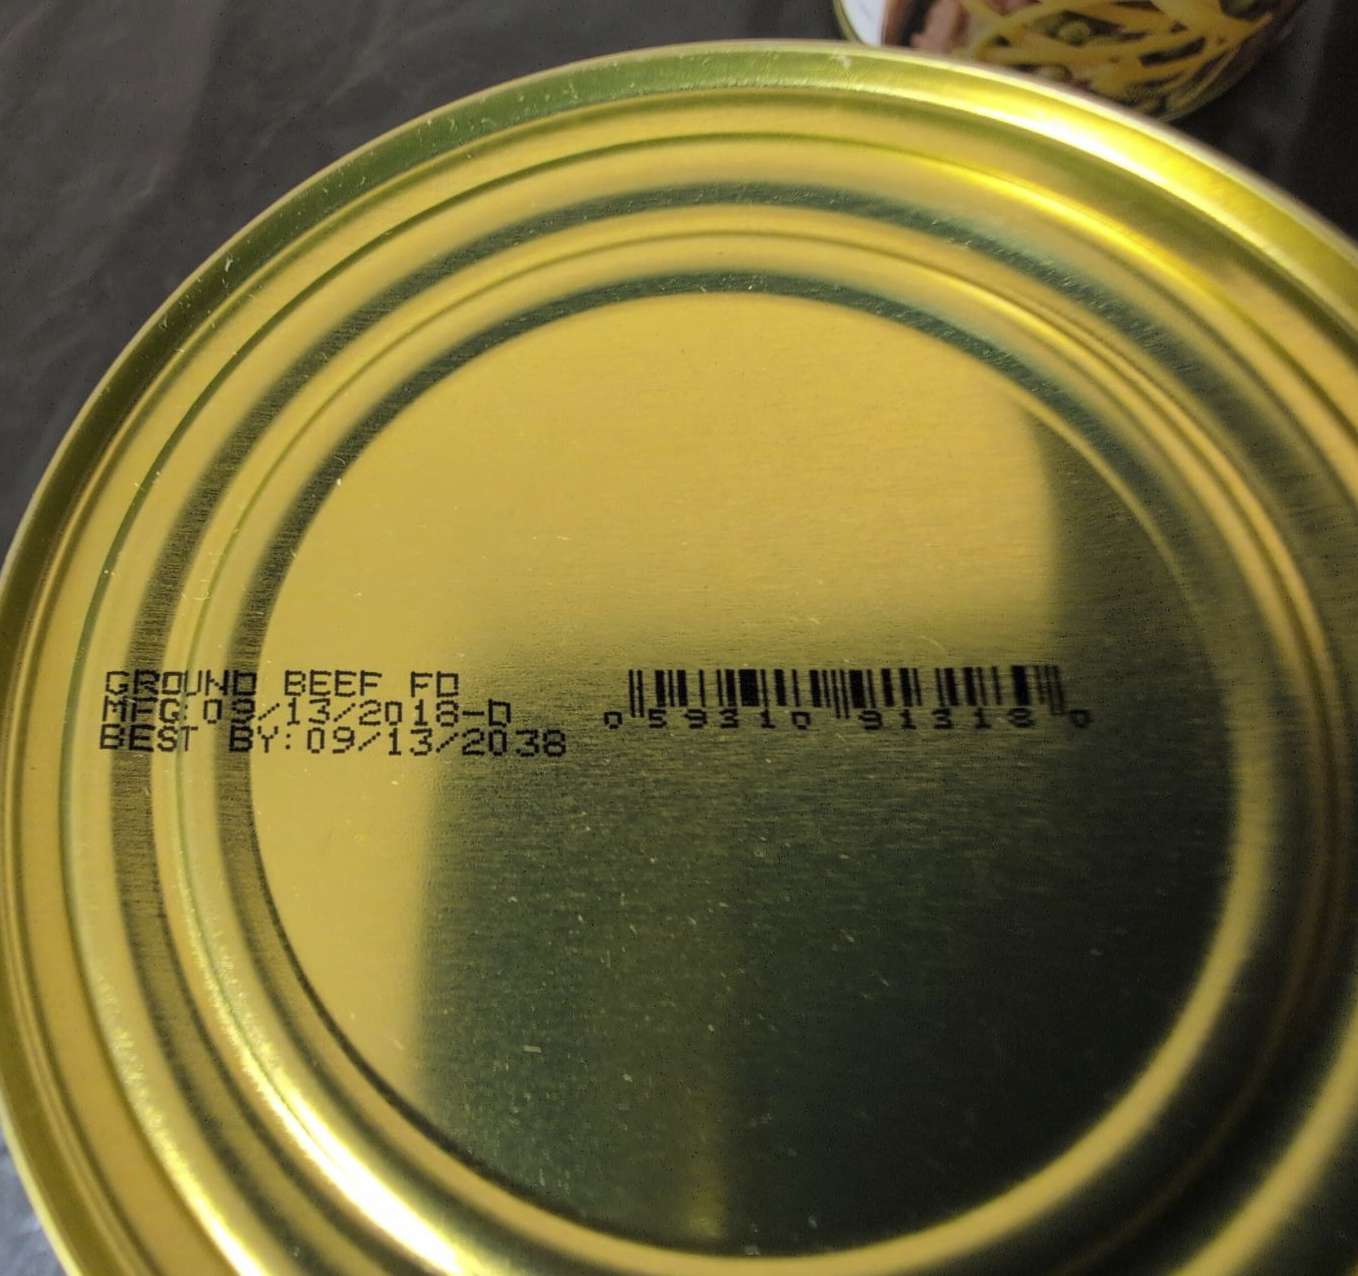 GROUND BEEF FD
MFG:09/13/2018-D
BEST BY:09/13/2038
0 59310 91318 0